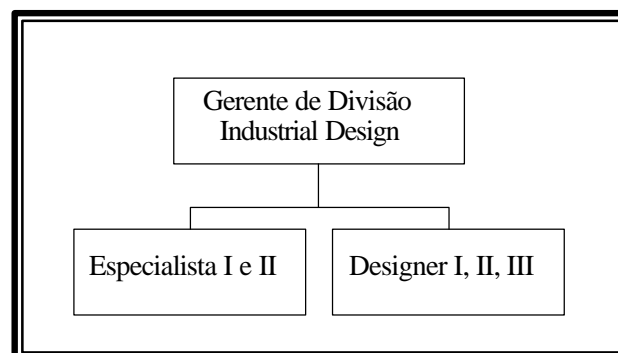 Gerente de Divisão
Industrial Design
Especialista I e II
Designer I, II, III